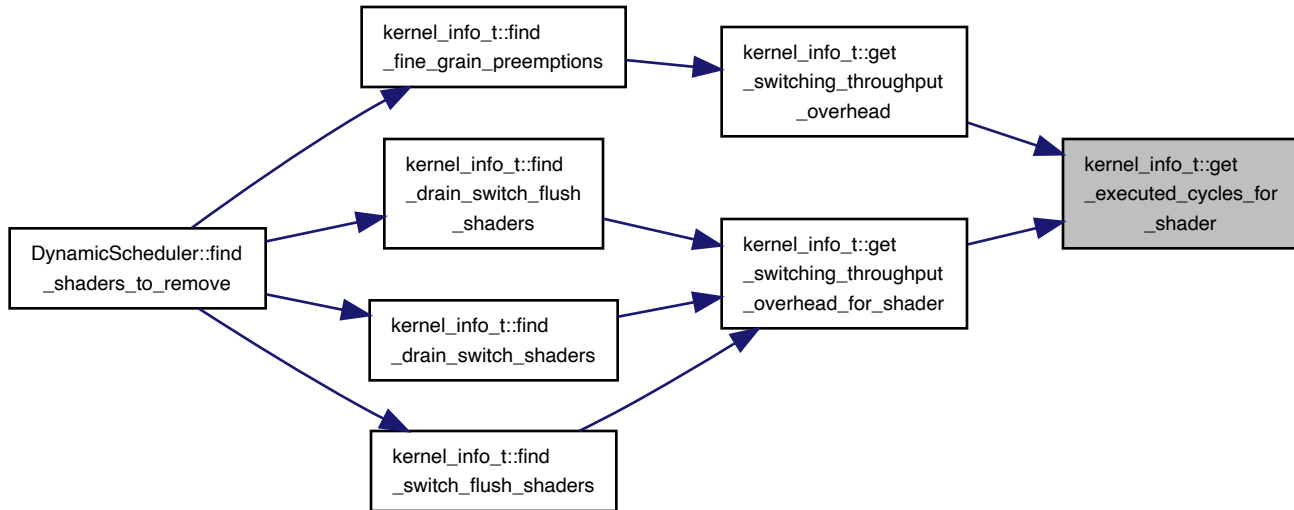 kernel_info_t::find
_fine_grain_preemptions
kernel_info_t::get
_switching_throughput
_overhead
kernel_info_t::find
_drain_switch_flush
_shaders
kernel_info_t::get
_executed_cycles_for
_shader
DynamicScheduler::find
_shaders_to_remove
kernel_info_t::get
_switching_throughput
_overhead_for_shader
kernel_info_t::find
_drain_switch_shaders
kernel_info_t::find
_switch_flush_shaders